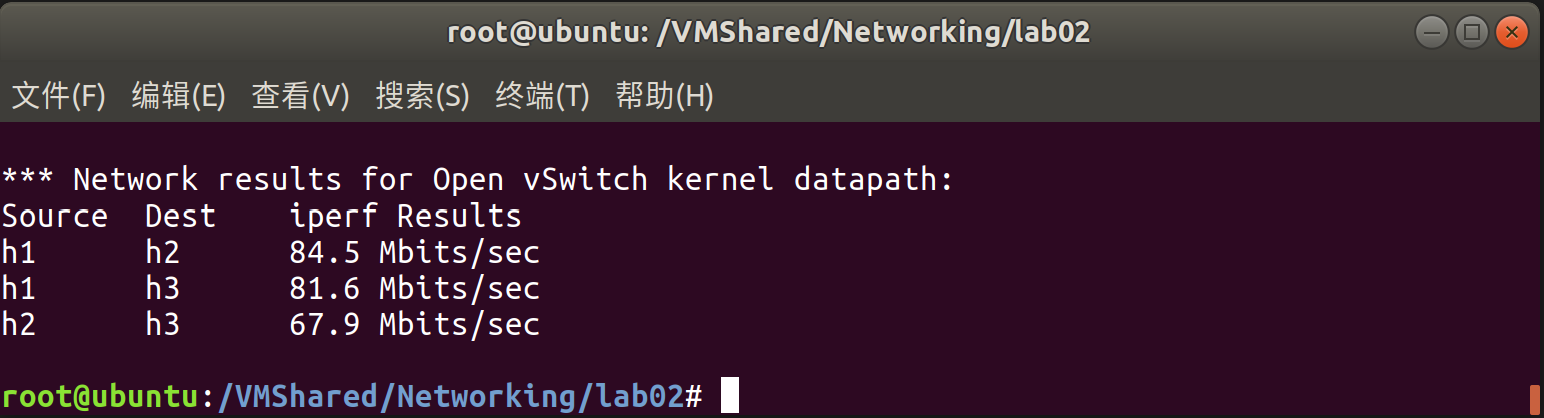 root@ubuntu: /VMShared/Networking/lab02
文件(F) 编辑(E) 查看(V) 搜索(S) 终端(T) 帮助(H)
*** Network results for Open vSwitch kernel datapath:
Source  Dest    iperf Results
h1      h2      84.5 Mbits/sec
h1      h3      81.6 Mbits/sec
h2      h3      67.9 Mbits/sec
root@ubuntu:/VMShared/Networking/lab02#